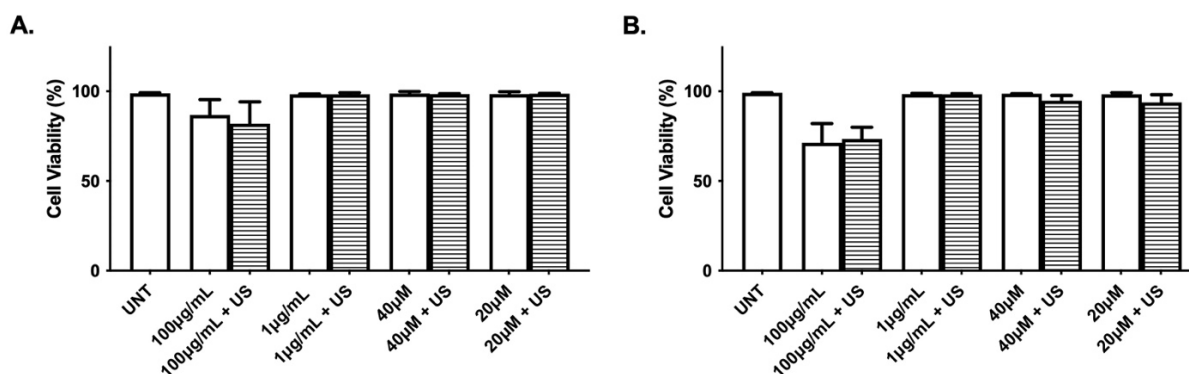 A.
Cell Viability (%)
100
50
0
UNT
100µg/mL
100µg/mL + US
1µg/mL
1µg/mL + US
40µM
40µM + US
20µM
20µM + US
B.
Cell Viability (%)
100
50
0
UNT
100µg/mL
100µg/mL + US
1µg/mL
1µg/mL + US
40µM
40µM + US
20µM
20µM + US